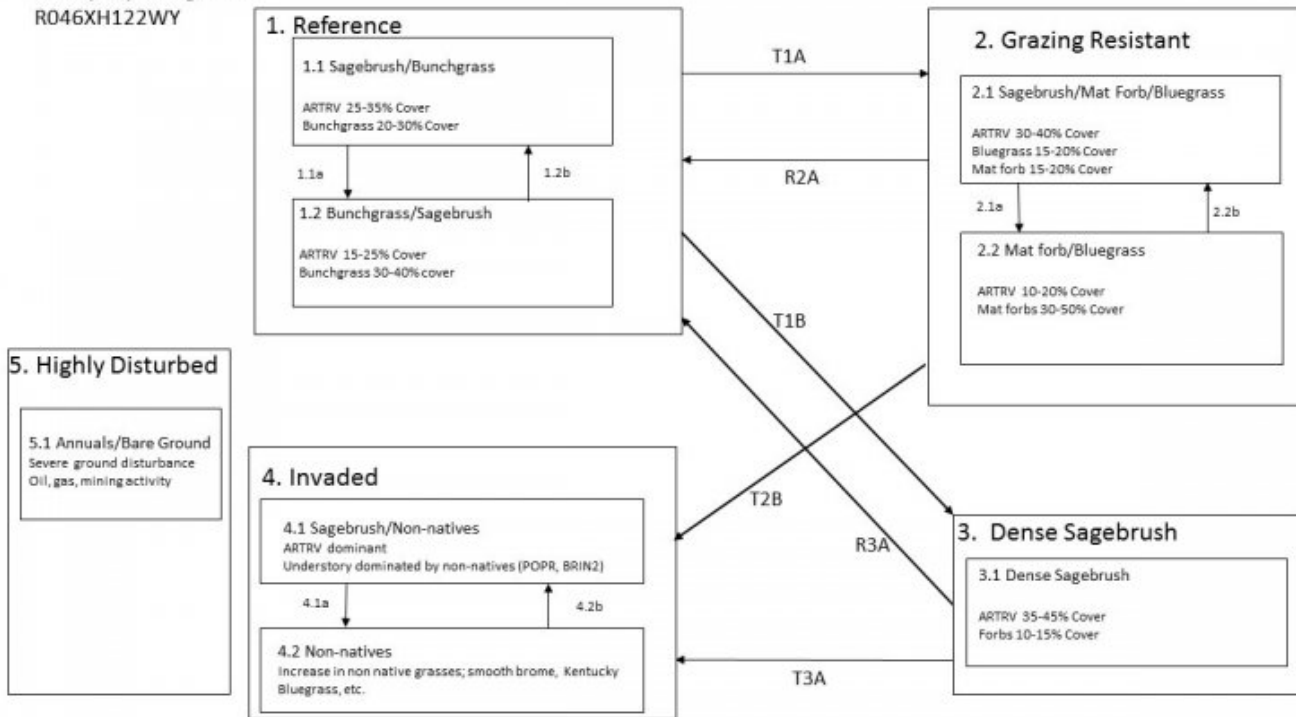 R046XH122WY
1. Reference
1.1 Sagebrush/Bunchgrass
ARTRV 25-35% Cover
Bunchgrass 20-30% Cover
1.1a
1.2b
1.2 Bunchgrass/Sagebrush
ARTRV 15-25% Cover
Bunchgrass 30-40% cover
T1A
R2A
2. Grazing Resistant
2.1 Sagebrush/Mat Forb/Bluegrass
ARTRV 30-40% Cover
Bluegrass 15-20% Cover
Mat forb 15-20% Cover
2.1a
2.2b
2.2 Mat forb/Bluegrass
ARTRV 10-20% Cover
Mat forbs 30-50% Cover
T1B
T2B
R3A
T3A
5. Highly Disturbed
5.1 Annuals/Bare Ground
Severe ground disturbance
Oil, gas, mining activity
4. Invaded
4.1 Sagebrush/Non-natives
ARTRV dominant
Understory dominated by non-natives (POPR, BRIN2)
4.1a
4.2b
4.2 Non-natives
Increase in non native grasses; smooth brome, Kentucky
Bluegrass, etc.
3. Dense Sagebrush
3.1 Dense Sagebrush
ARTRV 35-45% Cover
Forbs 10-15% Cover